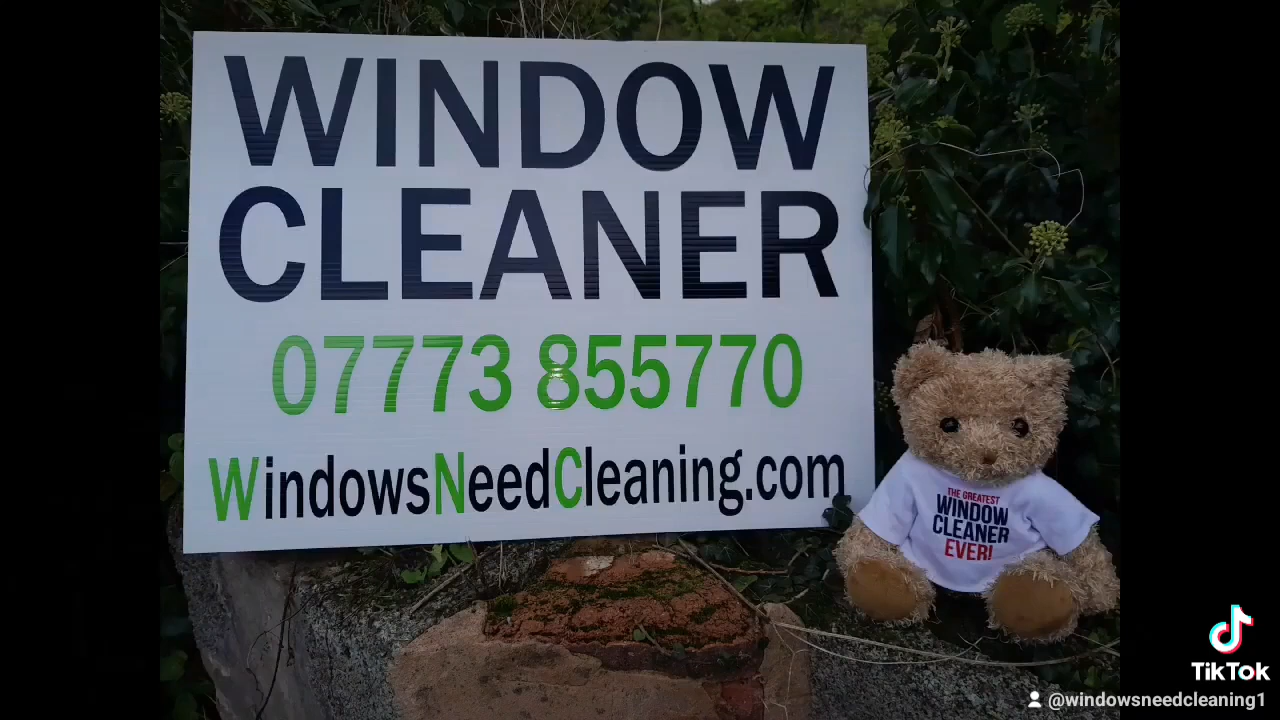 WINDOW
CLEANER
07773 855770
WindowsNeedCleaning.com
THE GREATEST
WINDOW
CLEANER
EVER!
TikTok
@windowsneedcleaning1